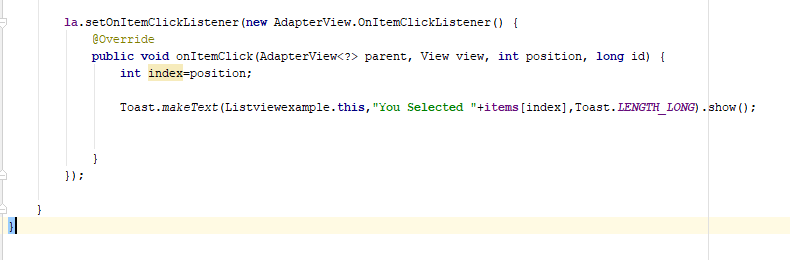 la.setOnItemClickListener(new AdapterView.OnItemClickListener() {
@Override
public void onItemClick(AdapterView<?> parent, View view, int position, long id) {
int index=position;
Toast.makeText(Listviewexample.this,"You Selected "+items[index],Toast.LENGTH_LONG).show();
}
});
}
}